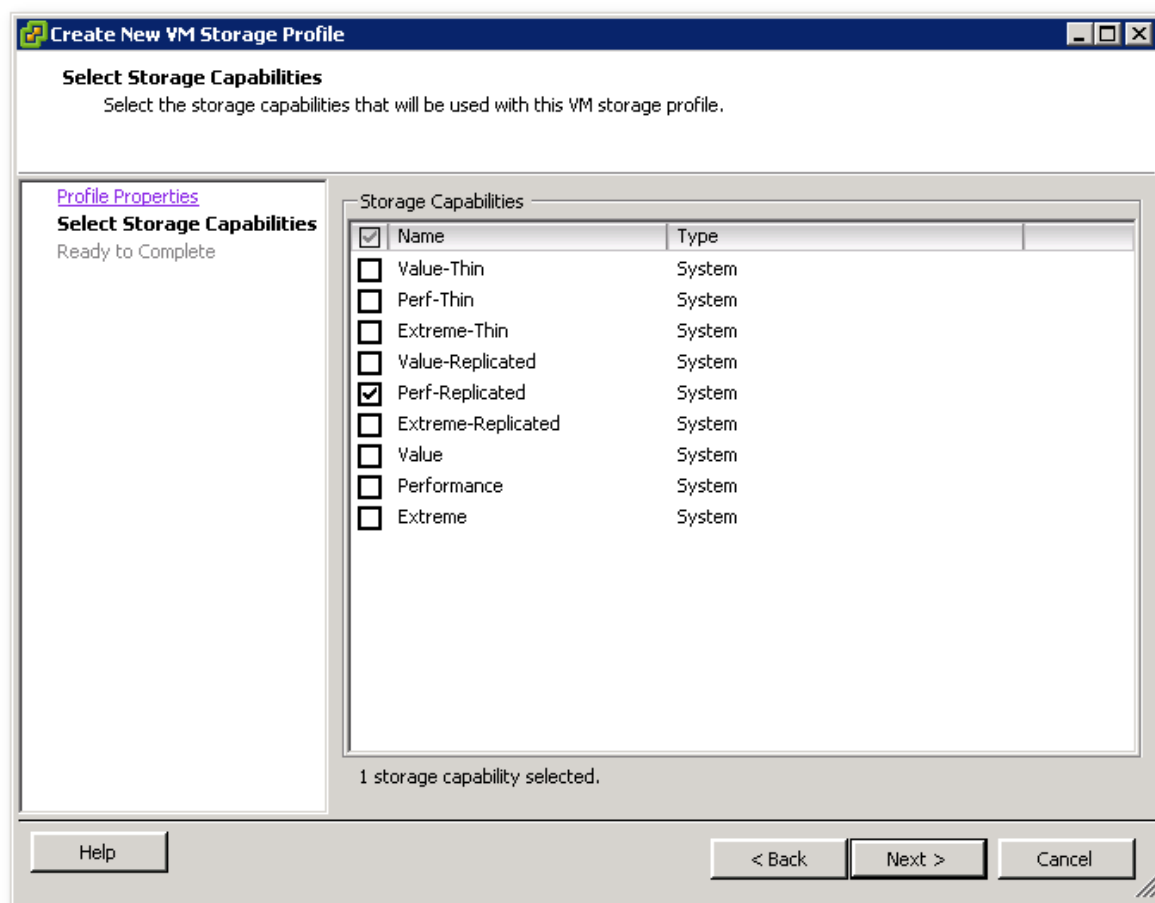 Create New VM Storage Profile
Select Storage Capabilities
Select the storage capabilities that will be used with this VM storage profile.
Profile Properties
Select Storage Capabilities
Ready to Complete
Storage Capabilities
Name Type
Value-Thin System
Perf-Thin System
Extreme-Thin System
Value-Replicated System
Perf-Replicated System
Extreme-Replicated System
Value System
Performance System
Extreme System
1 storage capability selected.
Help < Back Next > Cancel